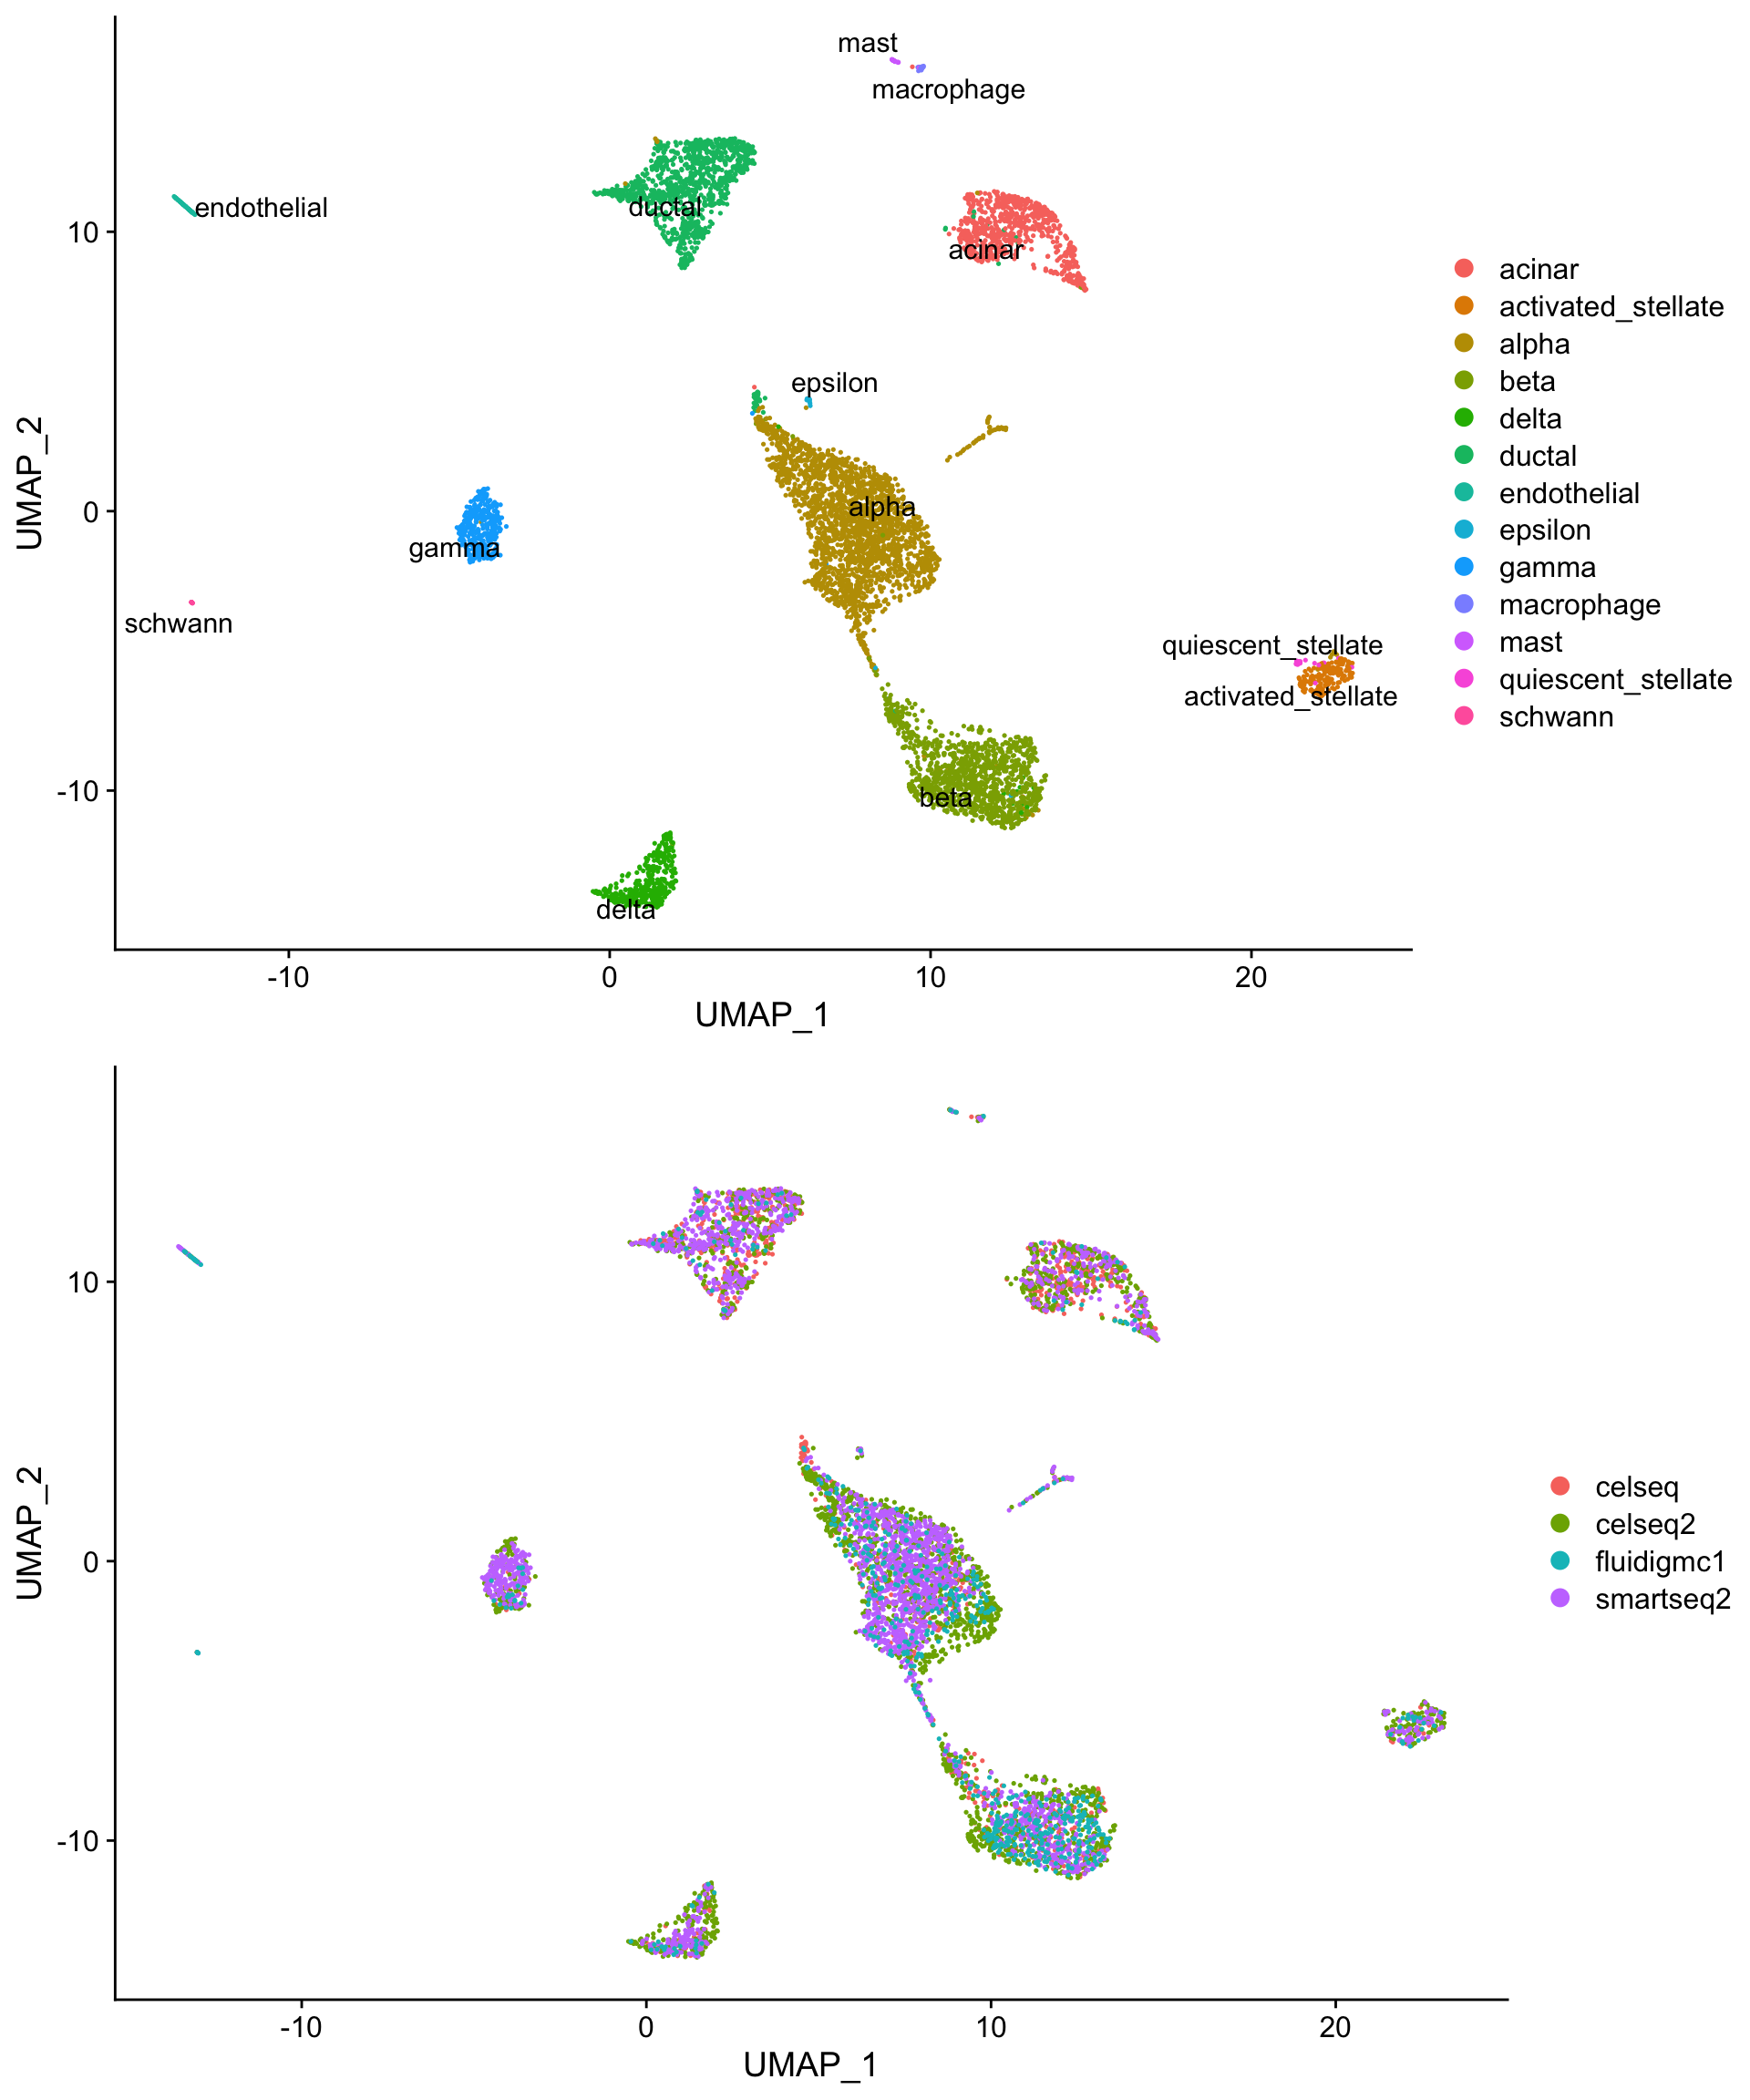 mast
macrophage
endothelial
ductal
acinar
epsilon
alpha
gamma
schwann
quiescent_stellate
activated_stellate
beta
delta
10
0
-10
UMAP_2
-10
0
10
20
UMAP_1
acinar
activated_stellate
alpha
beta
delta
ductal
endothelial
epsilon
gamma
macrophage
mast
quiescent_stellate
schwann
10
0
-10
UMAP_2
-10
0
10
20
UMAP_1
celseq
celseq2
fluidigmc1
smartseq2